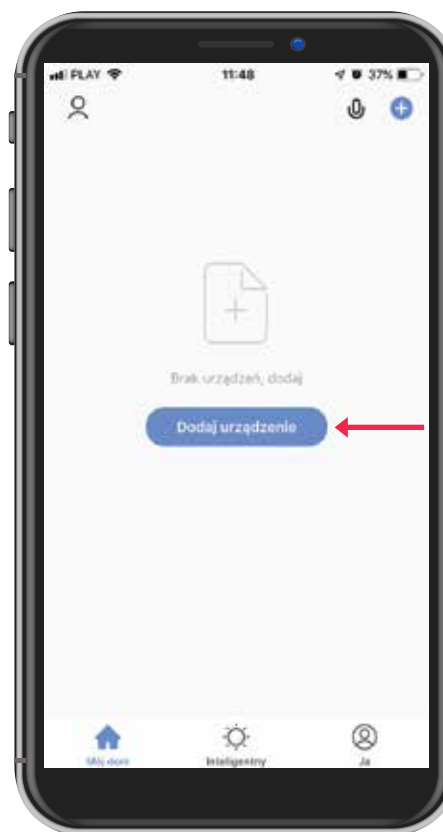 PLAY 11:48 37%
Brak urządzeń, dodaj
Dodaj urządzenie
Mój dom Inteligentny Ja